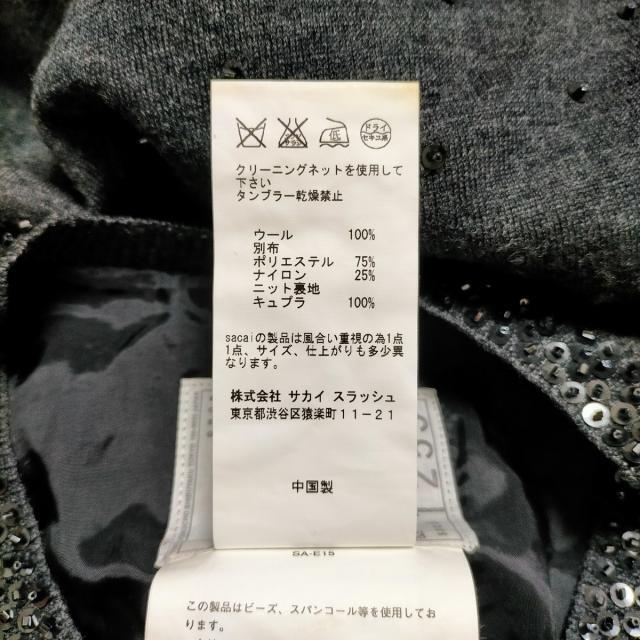 低
ドライ
セキユ系
クリーニングネットを使用して
下さい
タンブラー乾燥禁止
ウール 100%
別布
ポリエステル 75%
ナイロン 25%
ニット裏地
キュプラ 100%
sacaiの製品は風合い重視の為1点
1点、サイズ、仕上がりも多少異
なります。
株式会社 サカイ スラッシュ
東京都渋谷区猿楽町11-21
中国製
SA-E15
この製品はビーズ、スパンコール等を使用してお
ります。